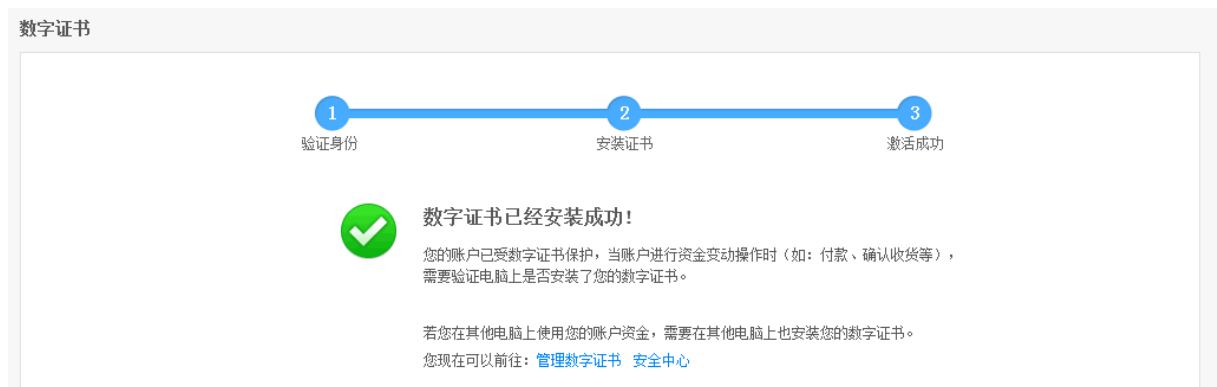 数字证书
1
2
3
验证身份
安装证书
激活成功
数字证书已经安装成功!
您的账户已受数字证书保护，当账户进行资金变动操作时（如：付款、确认收货等），
需要验证电脑上是否安装了您的数字证书。
若您在其他电脑上使用您的账户资金，需要在其他电脑上也安装您的数字证书。
您现在可以前往：管理数字证书 安全中心